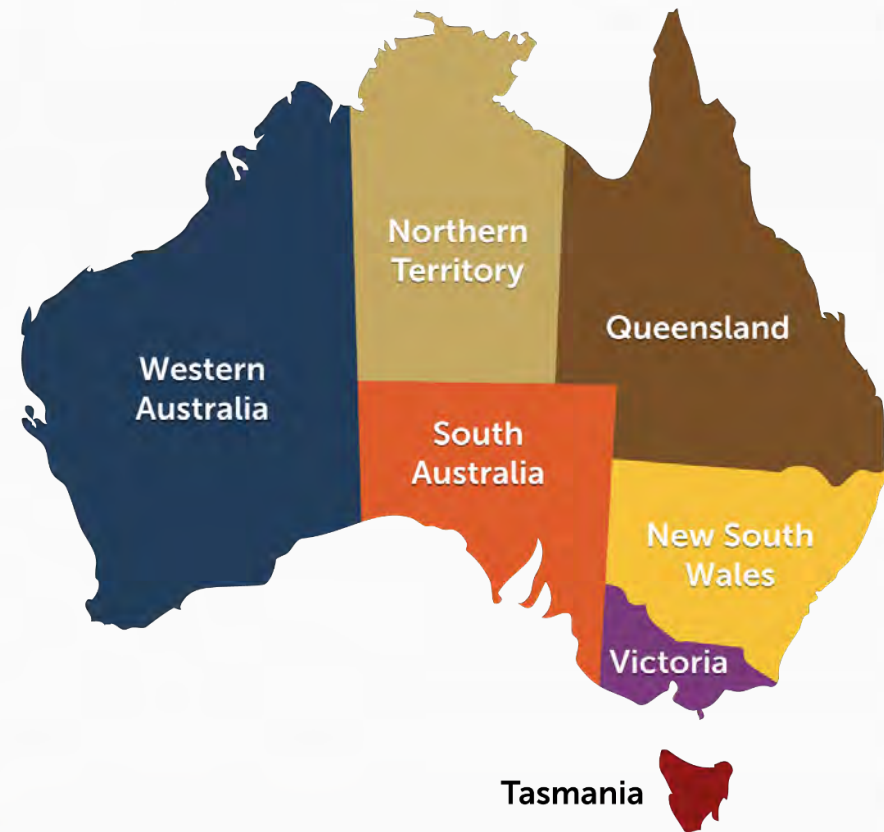 Northern
Territory
Queensland
Western
Australia
South
Australia
New South
Wales
Victoria
Tasmania